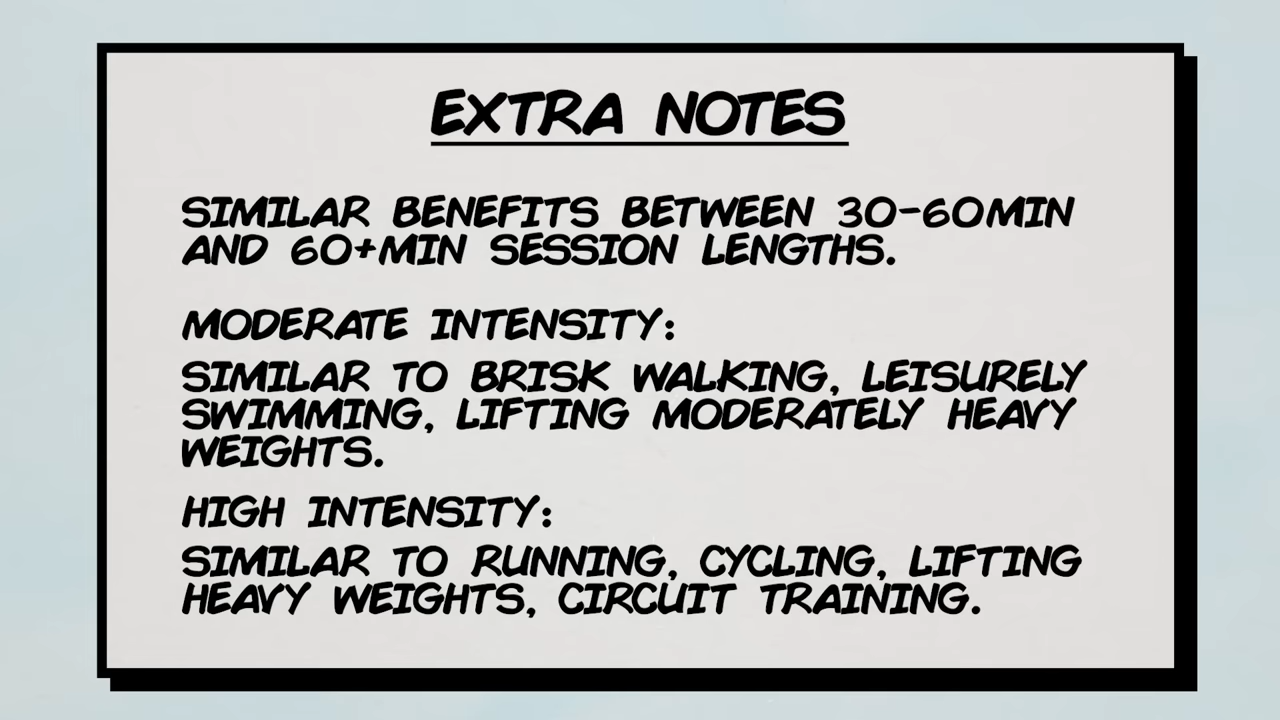 EXTRA NOTES
SIMILAR BENEFITS BETWEEN 30-60MIN
AND 60+MIN SESSION LENGTHS.
MODERATE INTENSITY:
SIMILAR TO BRISK WALKING, LEISURELY
SWIMMING, LIFTING MODERATELY HEAVY
WEIGHTS.
HIGH INTENSITY:
SIMILAR TO RUNNING, CYCLING, LIFTING
HEAVY WEIGHTS, CIRCUIT TRAINING.